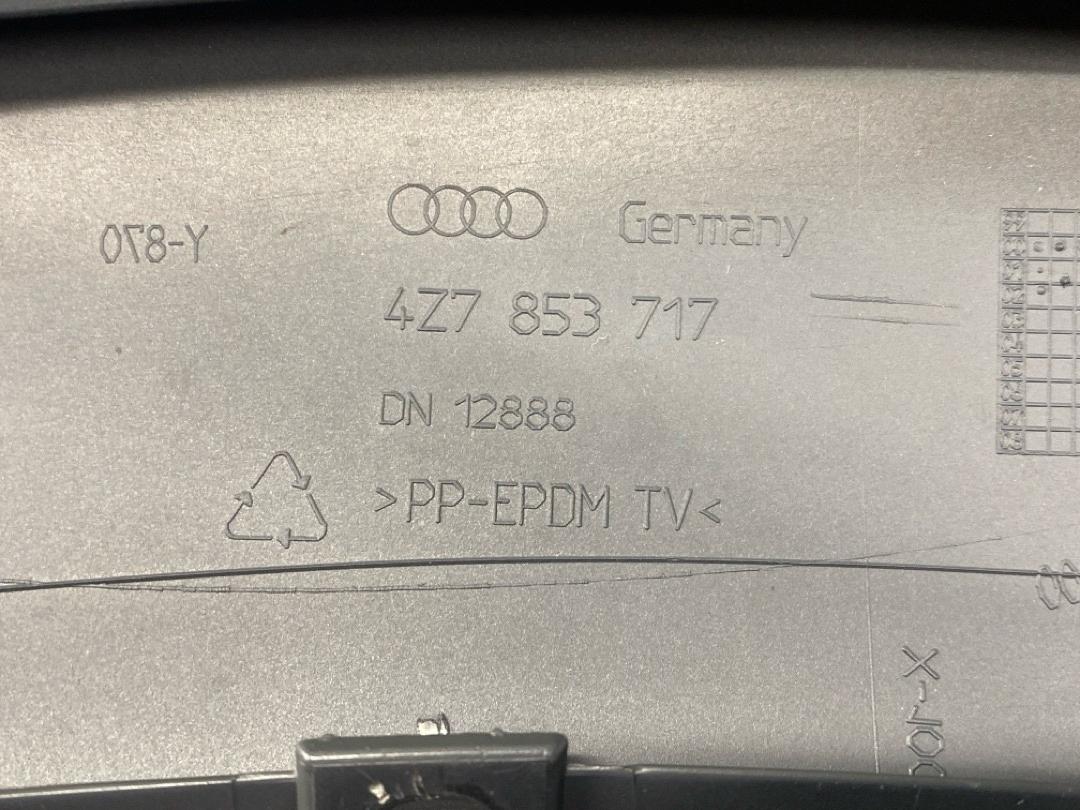 Germany
Y-870
4Z7 853 717
DN 12888
>PP-EPDM TV<